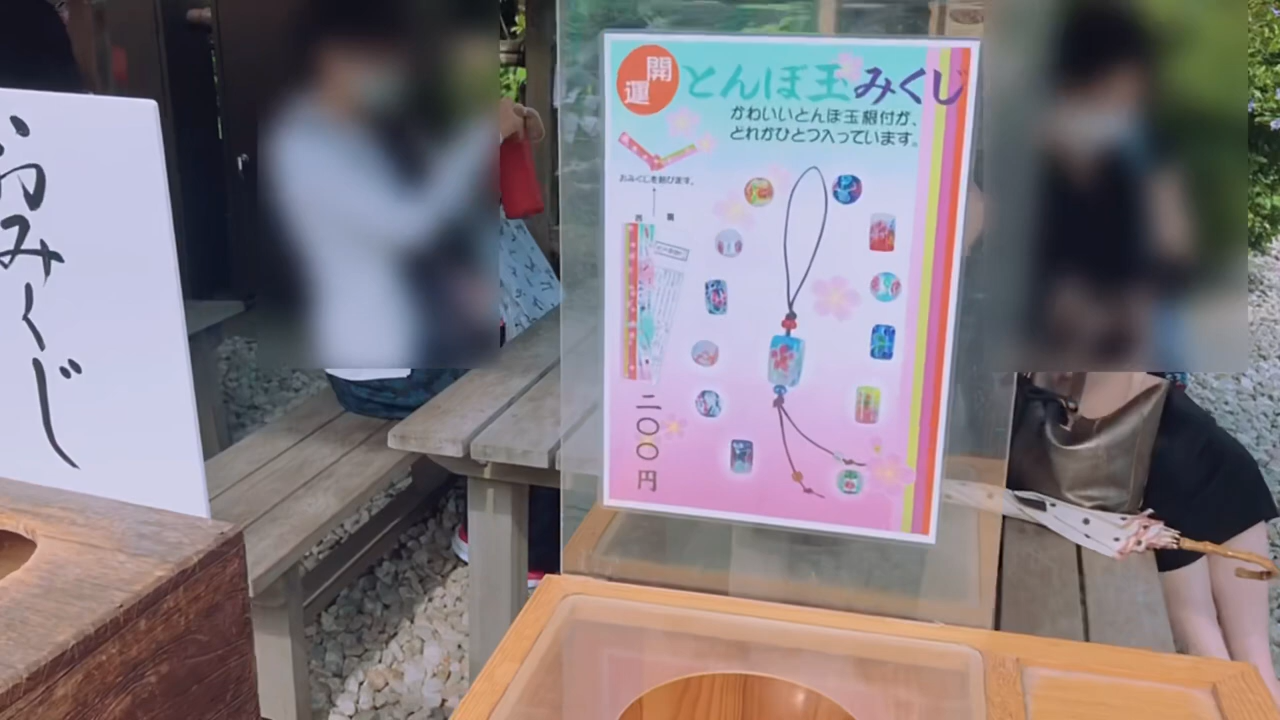 おみくじ
開運
とんぼ玉みくじ
かわいいとんぼ玉根付が、
どれかひとつ入っています。
おみくじを結びます。
二〇〇円